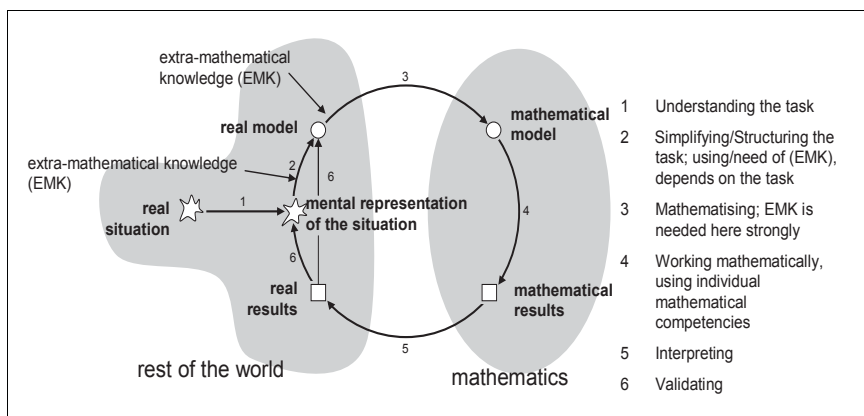 extra-mathematical
knowledge (EMK)
3
real model
mathematical
model
extra-mathematical knowledge
(EMK)
2
6
1
real
situation
mental representation
of the situation
4
6
real
results
mathematical
results
5
rest of the world
mathematics
1 Understanding the task
2 Simplifying/Structuring the
task; using/need of (EMK),
depends on the task
3 Mathematising; EMK is
needed here strongly
4 Working mathematically,
using individual
mathematical
competencies
5 Interpreting
6 Validating